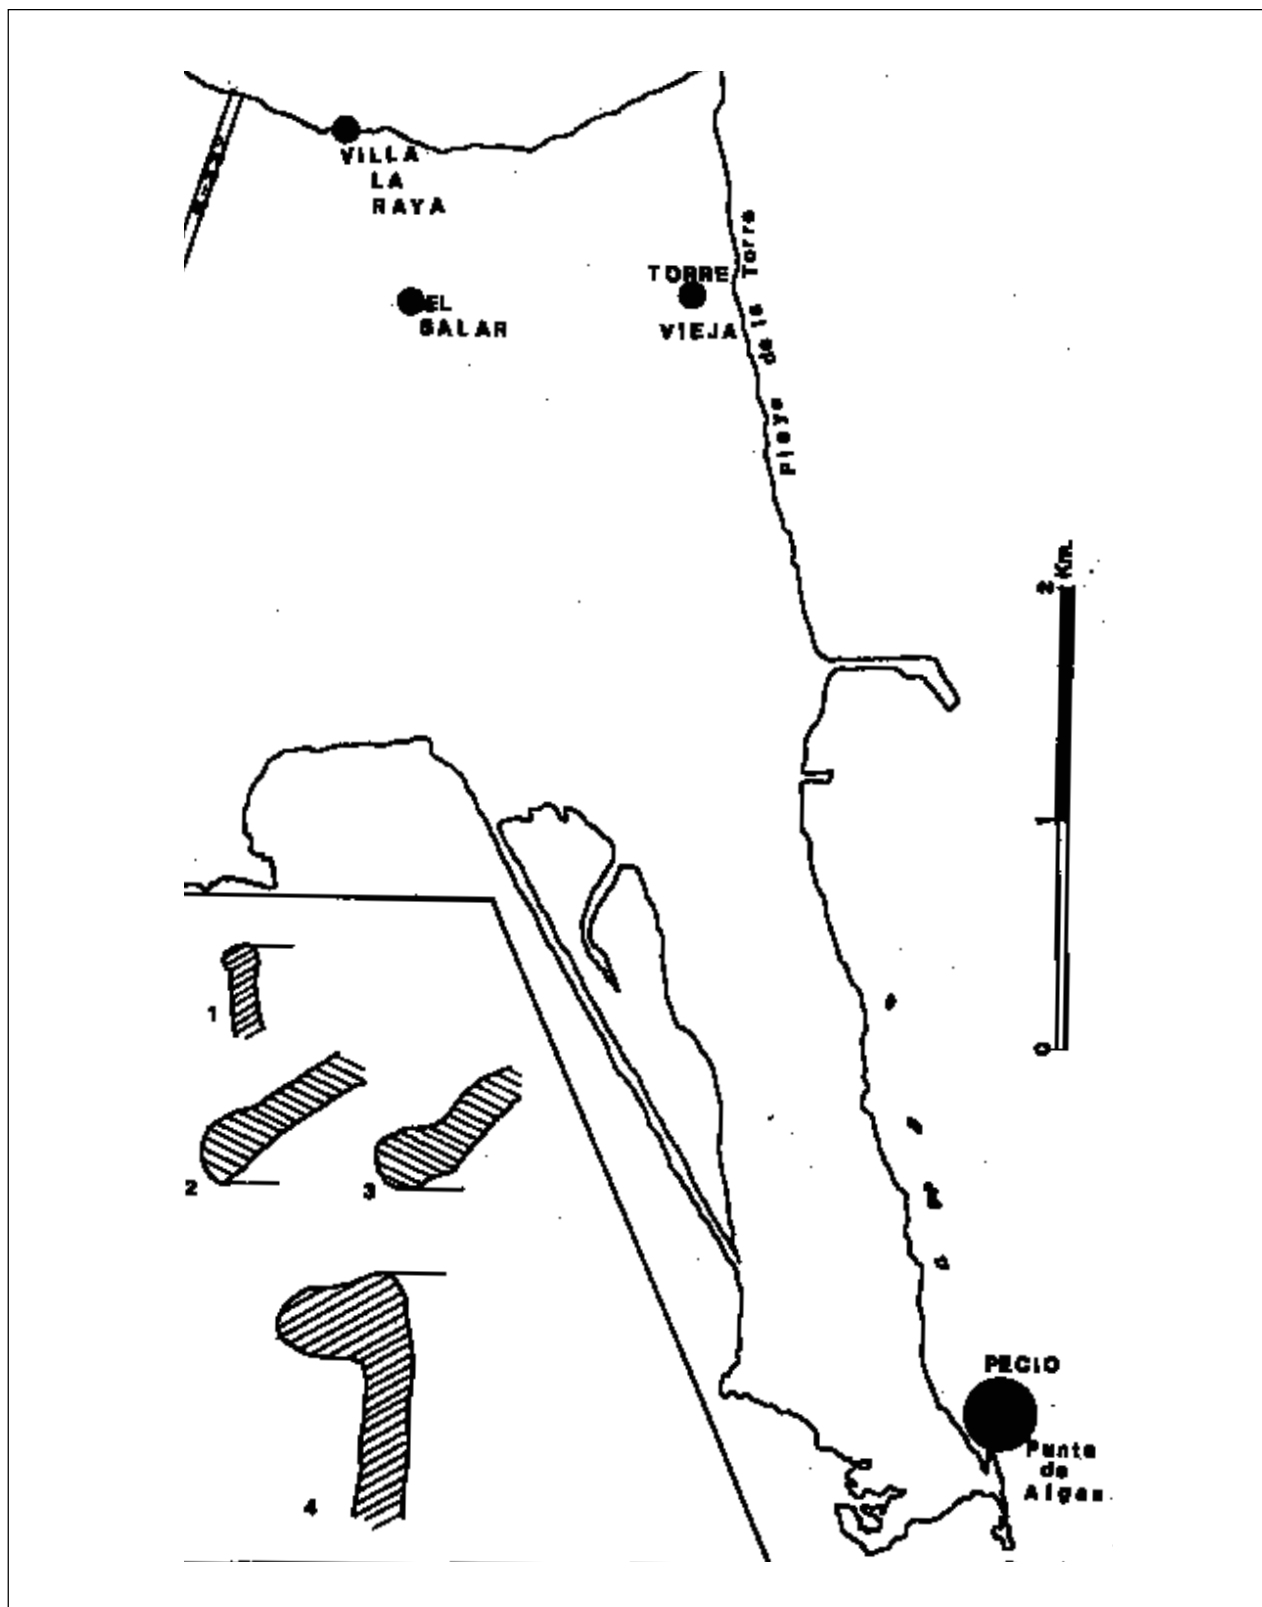 VILLA
LA
RAYA
TORRE
VIEJA
EL
SALAR
Playa de la Torre
2 Km.
1
0
1
2
3
4
PECIO
Punta
de
Algas